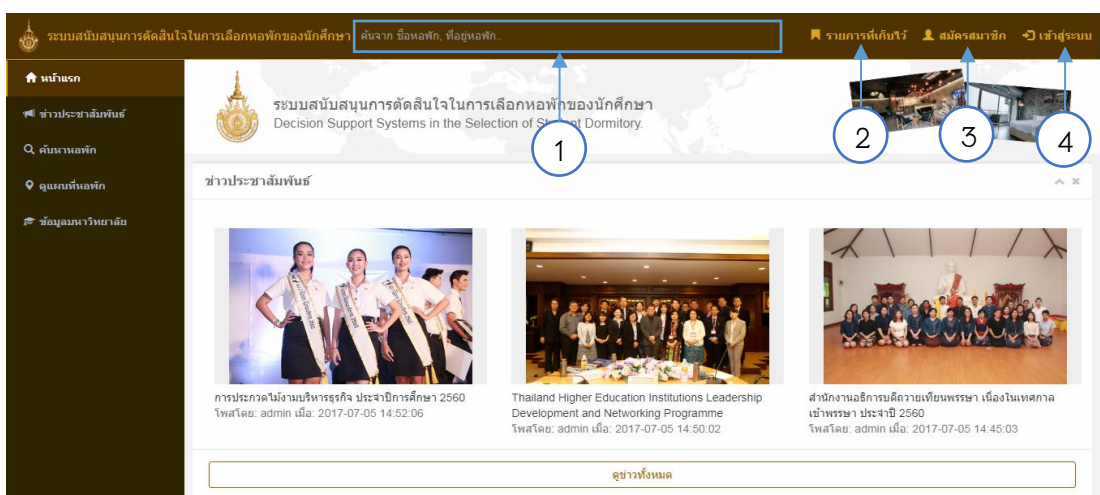 ระบบสนับสนุนการตัดสินใจในการเลือกหอพักของนักศึกษา
ค้นจาก ชื่อหอพัก, ที่อยู่หอพัก..
รายการที่เก็บไว้
สมัครสมาชิก
เข้าสู่ระบบ
หน้าแรก
ข่าวประชาสัมพันธ์
ค้นหาหอพัก
ดูแผนที่หอพัก
ข้อมูลมหาวิทยาลัย
ระบบสนับสนุนการตัดสินใจในการเลือกหอพักของนักศึกษา
Decision Support Systems in the Selection of Student Dormitory.
1
2
3
4
ข่าวประชาสัมพันธ์
การประกวดไม้งามบริหารธุรกิจ ประจำปีการศึกษา 2560
โพสโดย: admin เมื่อ: 2017-07-05 14:52:06
Thailand Higher Education Institutions Leadership
Development and Networking Programme
โพสโดย: admin เมื่อ: 2017-07-05 14:50:02
สำนักงานอธิการบดีถวายเทียนพรรษา เนื่องในเทศกาล
เข้าพรรษา ประจำปี 2560
โพสโดย: admin เมื่อ: 2017-07-05 14:45:03
ดูข่าวทั้งหมด